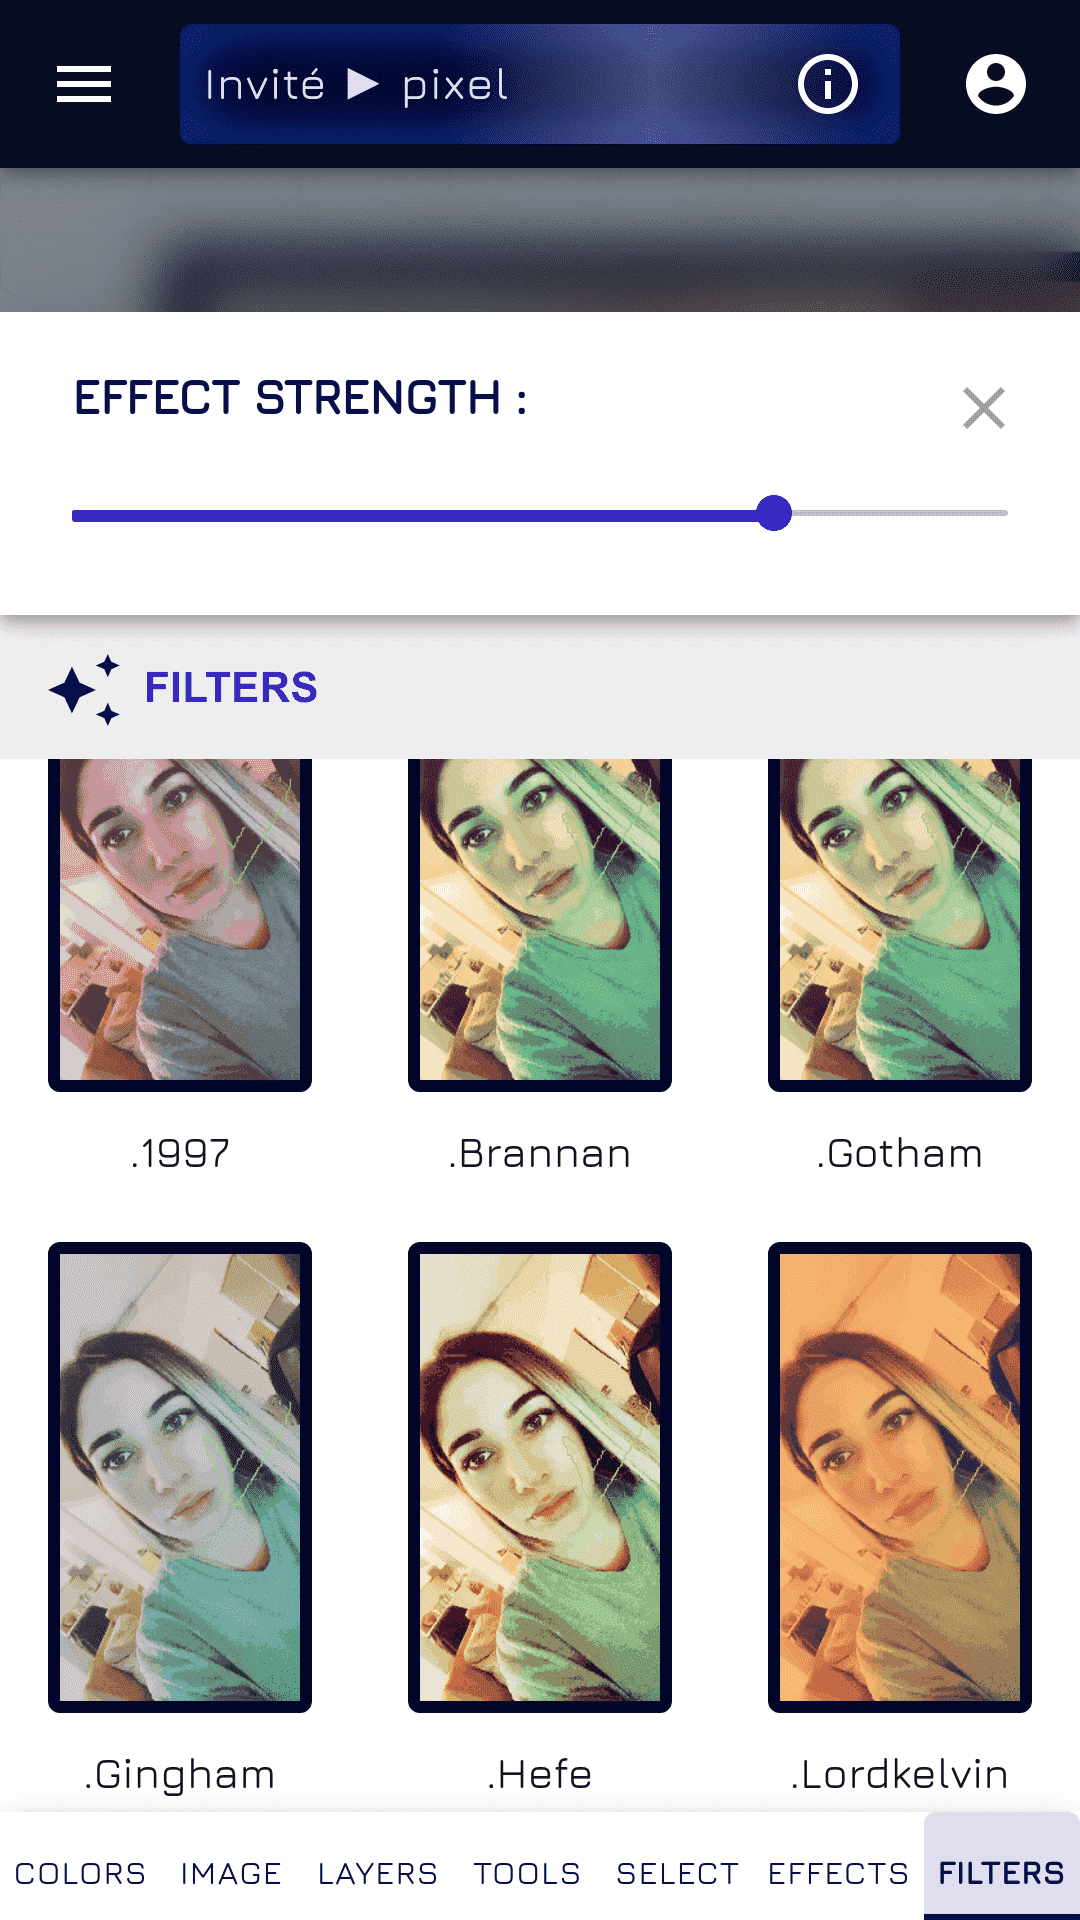 Invité ▶ pixel
EFFECT STRENGTH :
FILTERS
.1997
.Brannan
.Gotham
.Gingham
.Hefe
.Lordkelvin
COLORS IMAGE LAYERS TOOLS SELECT EFFECTS FILTERS